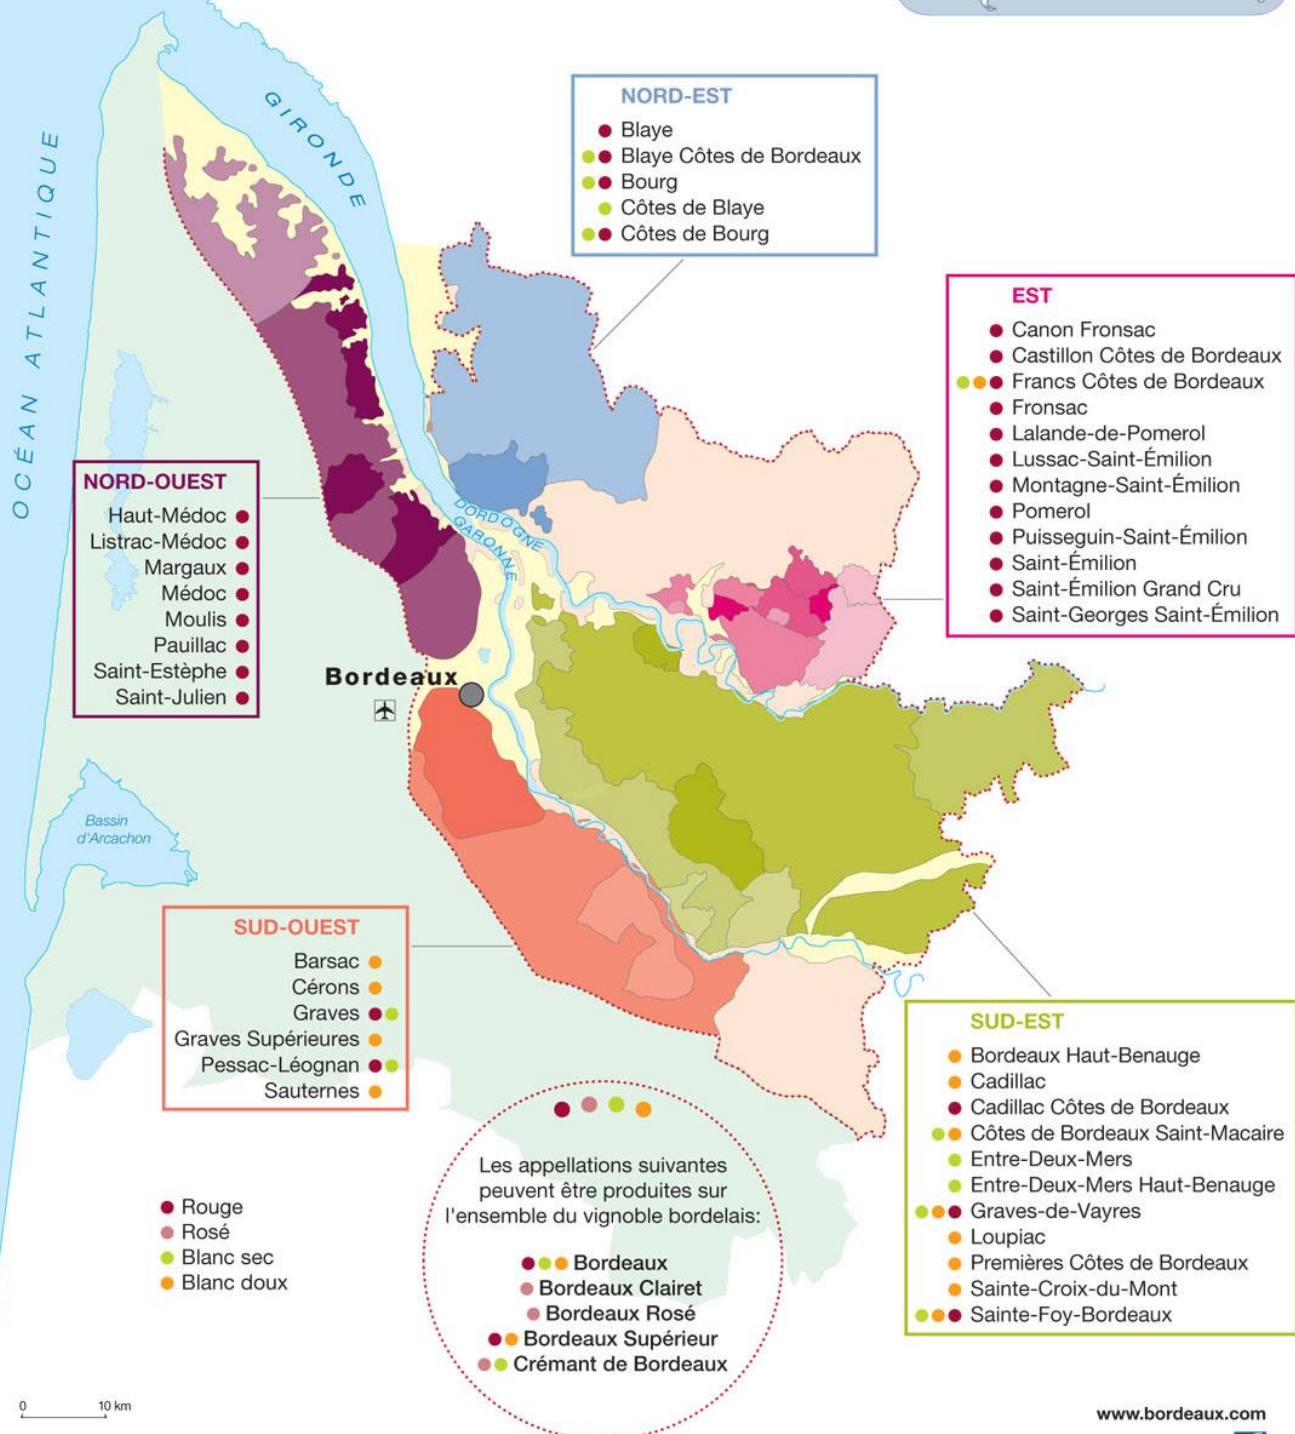 OCÉAN ATLANTIQUE
GIRONDE
NORD-EST
Blaye
Blaye Côtes de Bordeaux
Bourg
Côtes de Blaye
Côtes de Bourg
EST
Canon Fronsac
Castillon Côtes de Bordeaux
Francs Côtes de Bordeaux
Fronsac
Lalande-de-Pomerol
Lussac-Saint-Émilion
Montagne-Saint-Émilion
Pomerol
Puisseguin-Saint-Émilion
Saint-Émilion
Saint-Émilion Grand Cru
Saint-Georges Saint-Émilion
NORD-OUEST
Haut-Médoc
Listrac-Médoc
Margaux
Médoc
Moulis
Pauillac
Saint-Estèphe
Saint-Julien
DORDOGNE
GARONNE
Bordeaux
Bassin
d'Arcachon
SUD-OUEST
Barsac
Cérons
Graves
Graves Supérieures
Pessac-Léognan
Sauternes
SUD-EST
Bordeaux Haut-Benauge
Cadillac
Cadillac Côtes de Bordeaux
Côtes de Bordeaux Saint-Macaire
Entre-Deux-Mers
Entre-Deux-Mers Haut-Benauge
Graves-de-Vayres
Loupiac
Premières Côtes de Bordeaux
Sainte-Croix-du-Mont
Sainte-Foy-Bordeaux
Les appellations suivantes
peuvent être produites sur
l'ensemble du vignoble bordelais:
Bordeaux
Bordeaux Clairet
Bordeaux Rosé
Bordeaux Supérieur
Crémant de Bordeaux
Rouge
Rosé
Blanc sec
Blanc doux
0 10 km
www.bordeaux.com